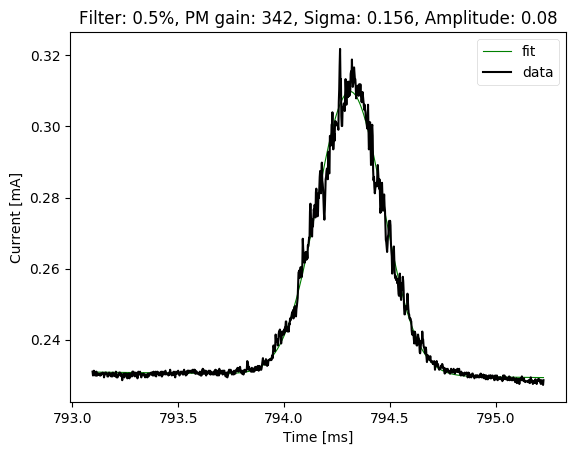 Filter: 0.5%, PM gain: 342, Sigma: 0.156, Amplitude: 0.08
fit
data
0.32
0.30
0.28
0.26
0.24
Current [mA]
793.0 793.5 794.0 794.5 795.0
Time [ms]